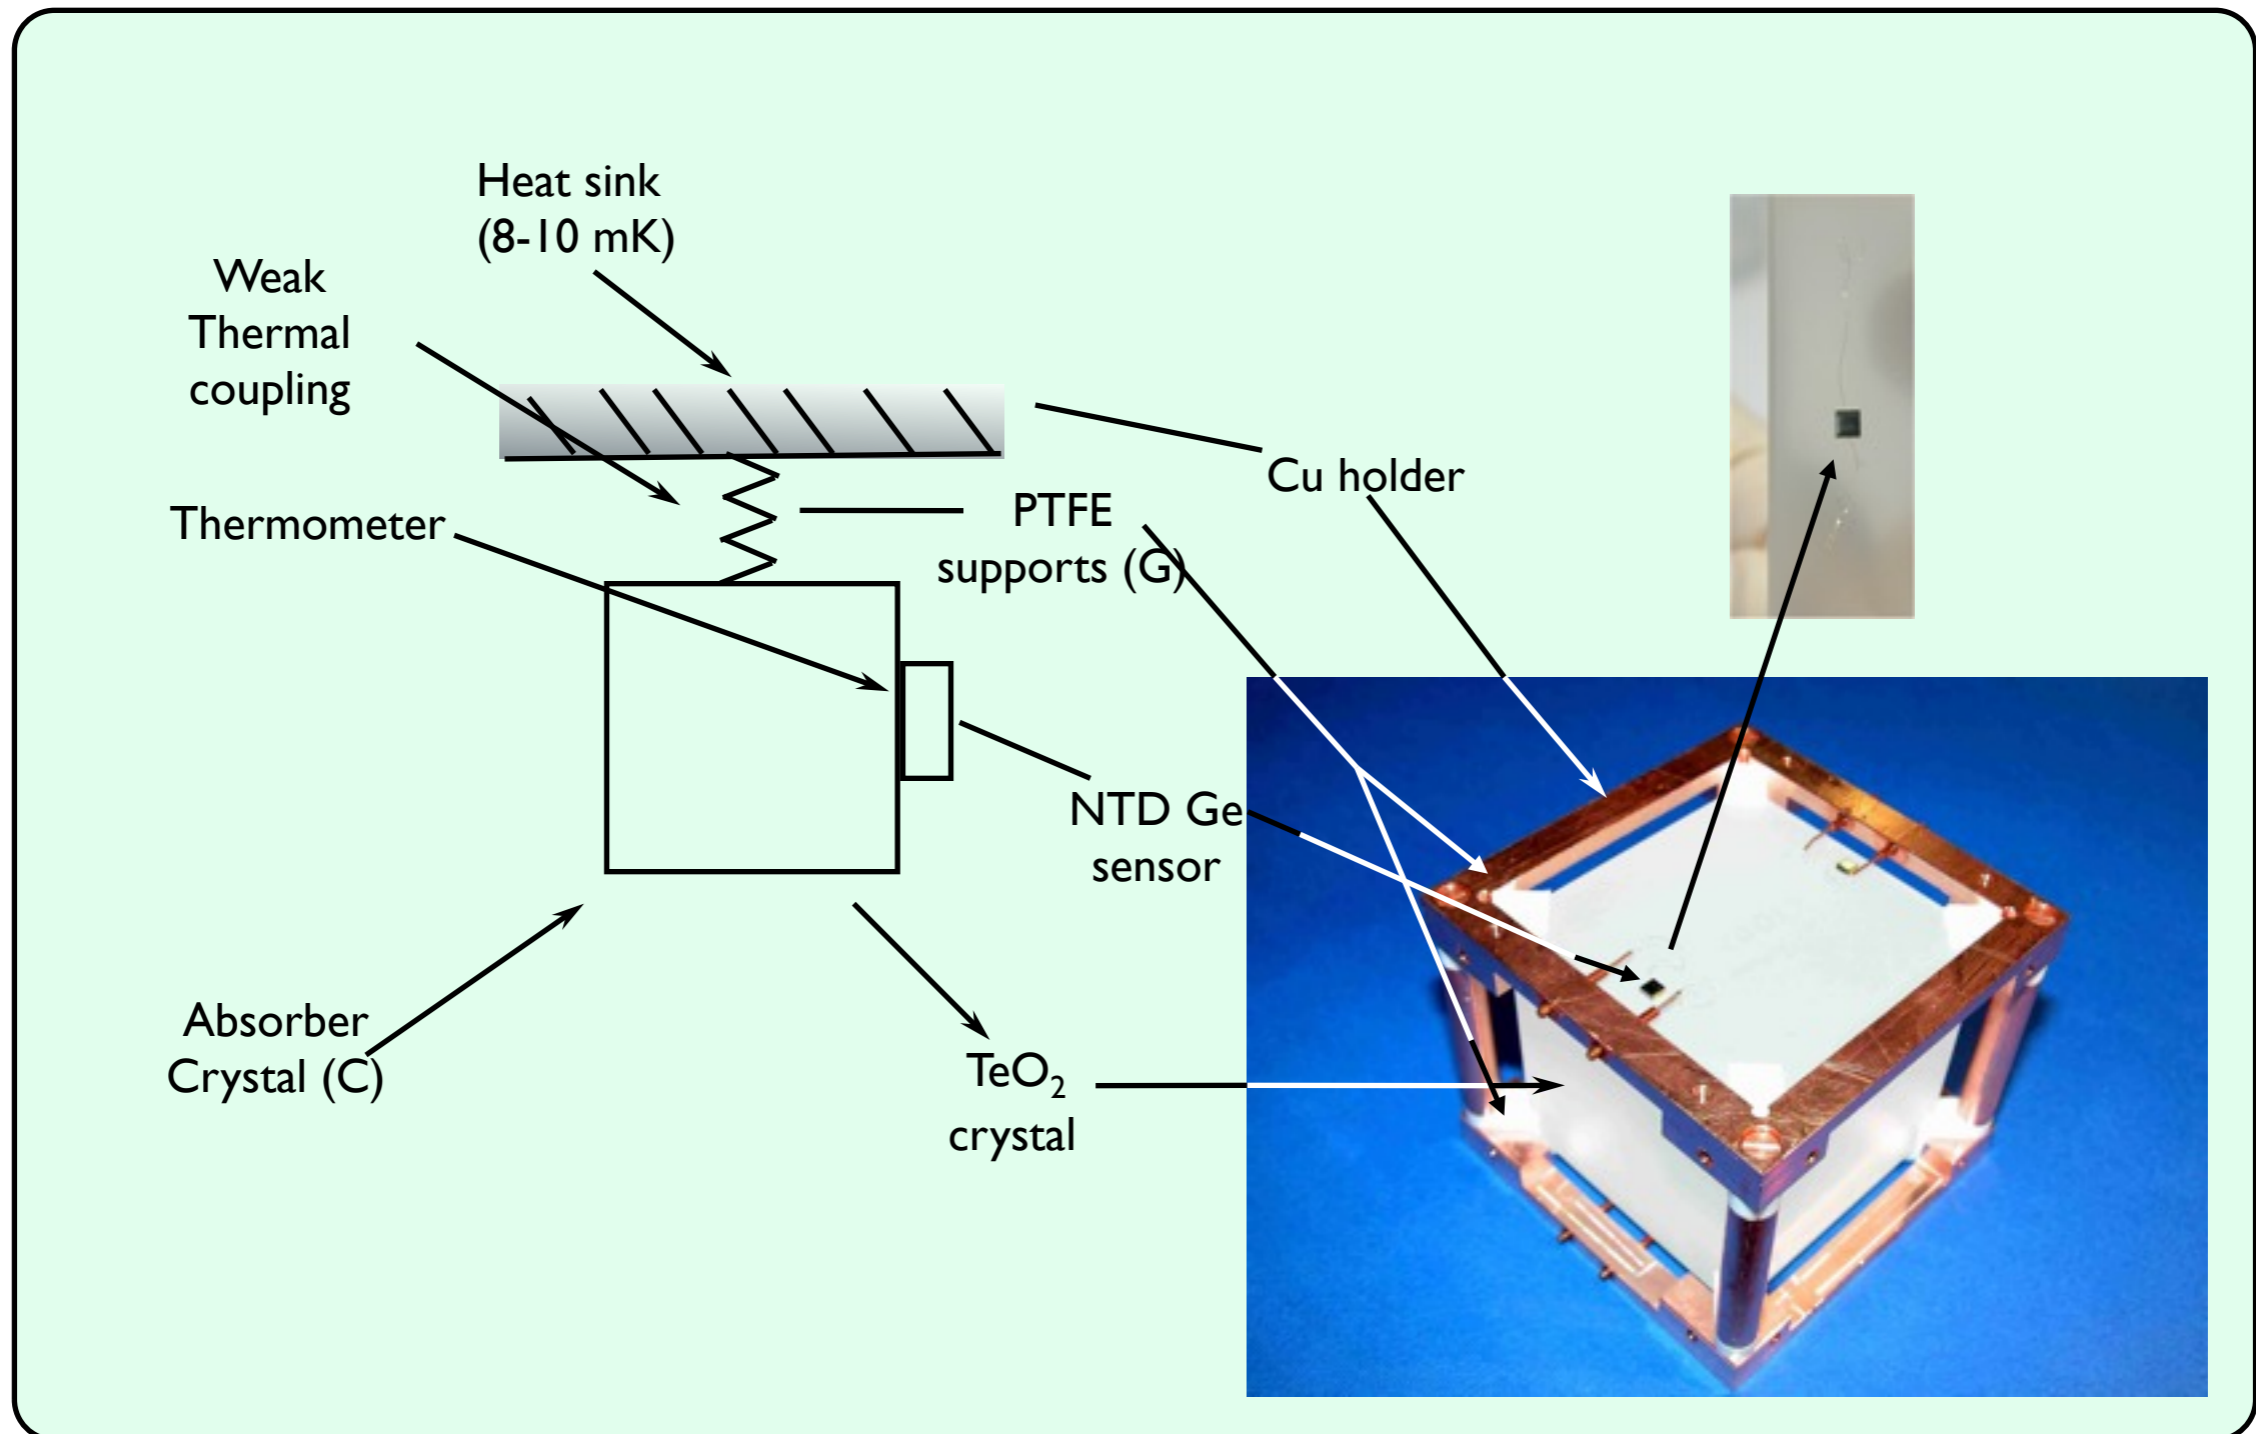 Heat sink
(8-10 mK)
Weak
Thermal
coupling
Cu holder
Thermometer
PTFE
supports (G)
NTD Ge
sensor
Absorber
Crystal (C)
TeO₂
crystal